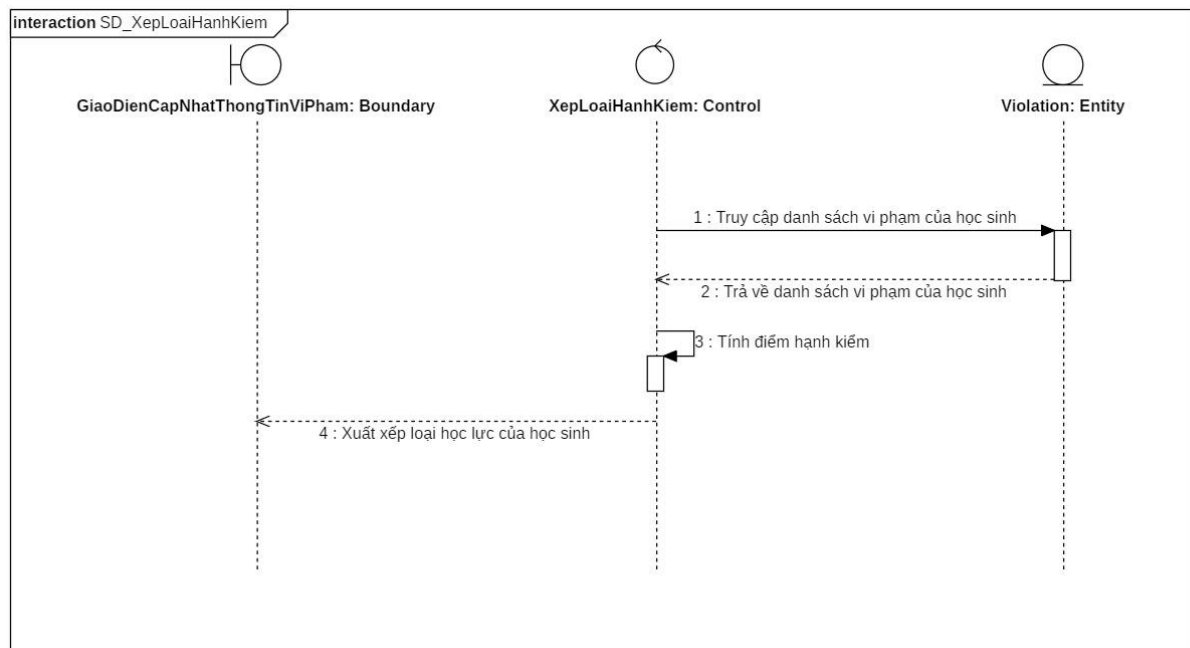 interaction SD_XepLoaiHanhKiem
GiaoDienCapNhatThongTinViPham: Boundary
XepLoaiHanhKiem: Control
Violation: Entity
1 : Truy cập danh sách vi phạm của học sinh
2 : Trả về danh sách vi phạm của học sinh
3 : Tính điểm hạnh kiểm
4 : Xuất xếp loại học lực của học sinh